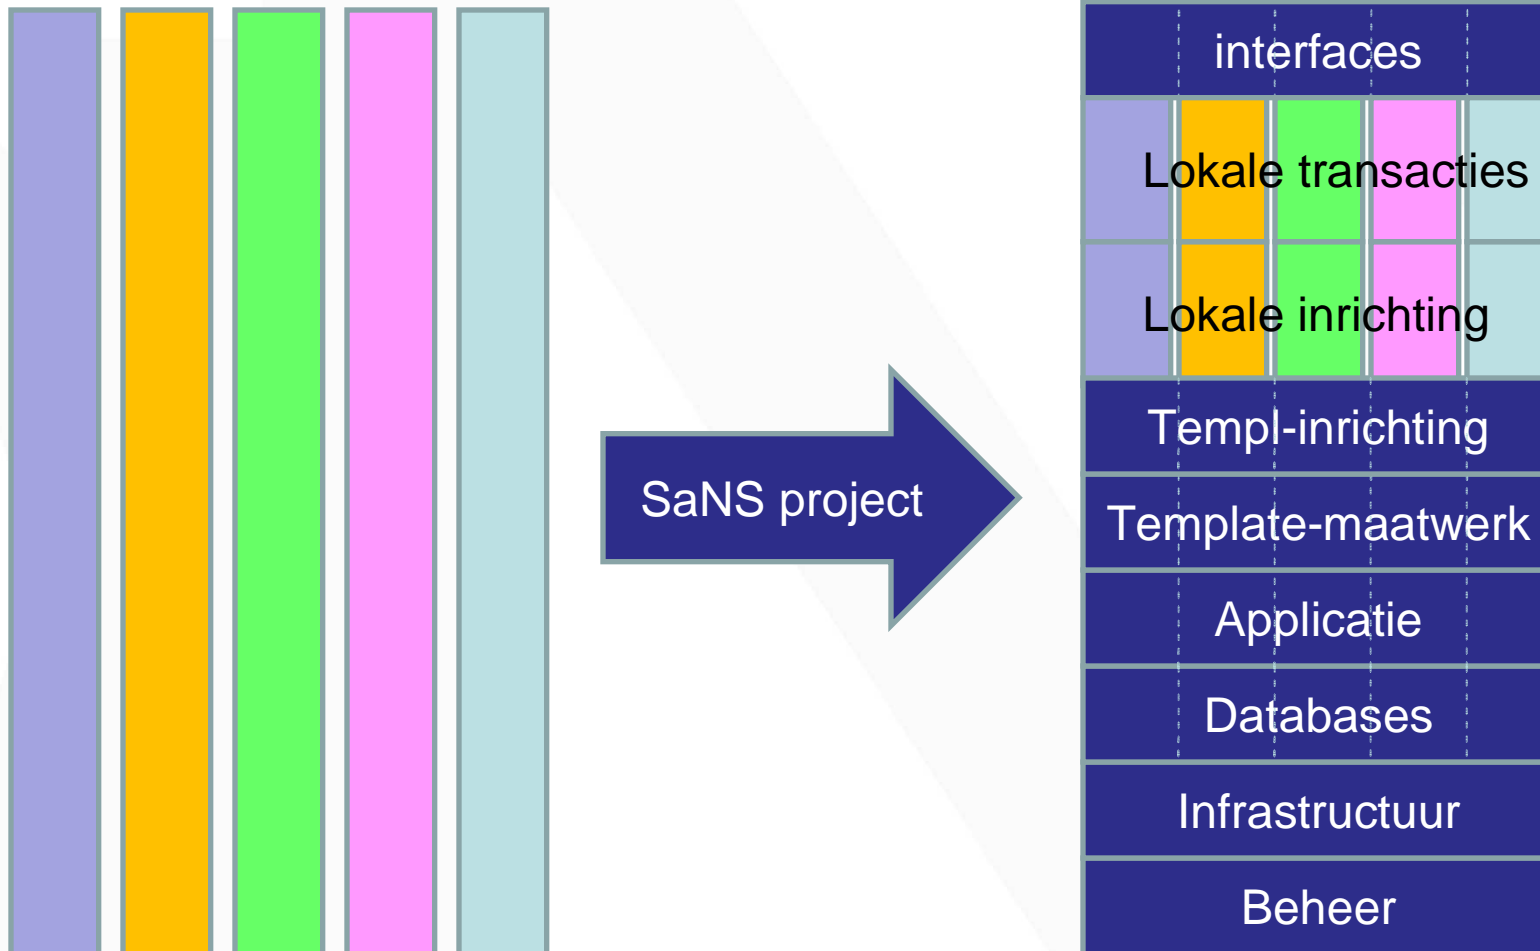 interfaces
Lokale transacties
Lokale inrichting
SaNS project
Templ-inrichting
Template-maatwerk
Applicatie
Databases
Infrastructuur
Beheer